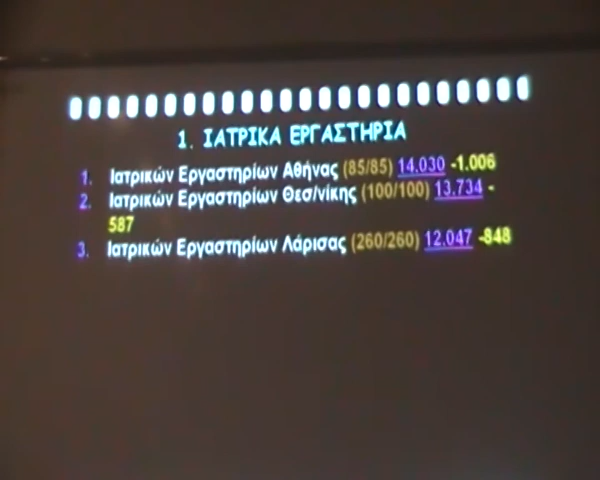 1. ΙΑΤΡΙΚΑ ΕΡΓΑΣΤΗΡΙΑ
1. Ιατρικών Εργαστηρίων Αθήνας (85/85) 14.030 -1.006
2. Ιατρικών Εργαστηρίων Θεσ/νίκης (100/100) 13.734 -
587
3. Ιατρικών Εργαστηρίων Λάρισας (260/260) 12.047 -848